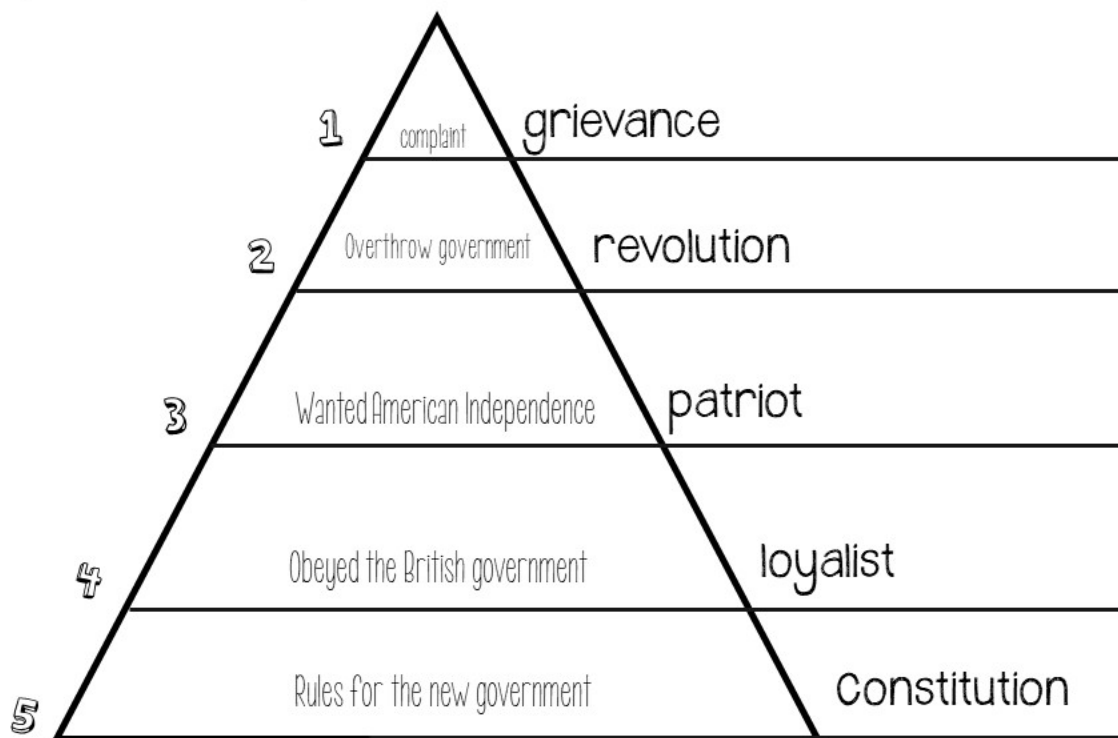 1 complaint grievance
2 Overthrow government revolution
3 Wanted American Independence patriot
4 Obeyed the British government loyalist
5 Rules for the new government Constitution